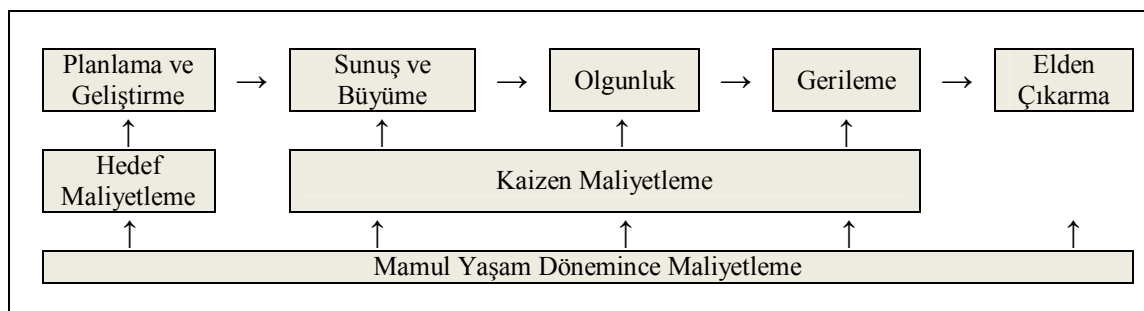 Planlama ve
Geliştirme
→
Sunuş ve
Büyüme
→
Olgunluk
→
Gerileme
→
Elden
Çıkarma
↑
↑
↑
↑
Hedef
Maliyetleme
Kaizen Maliyetleme
↑
↑
↑
↑
↑
Mamul Yaşam Dönemince Maliyetleme